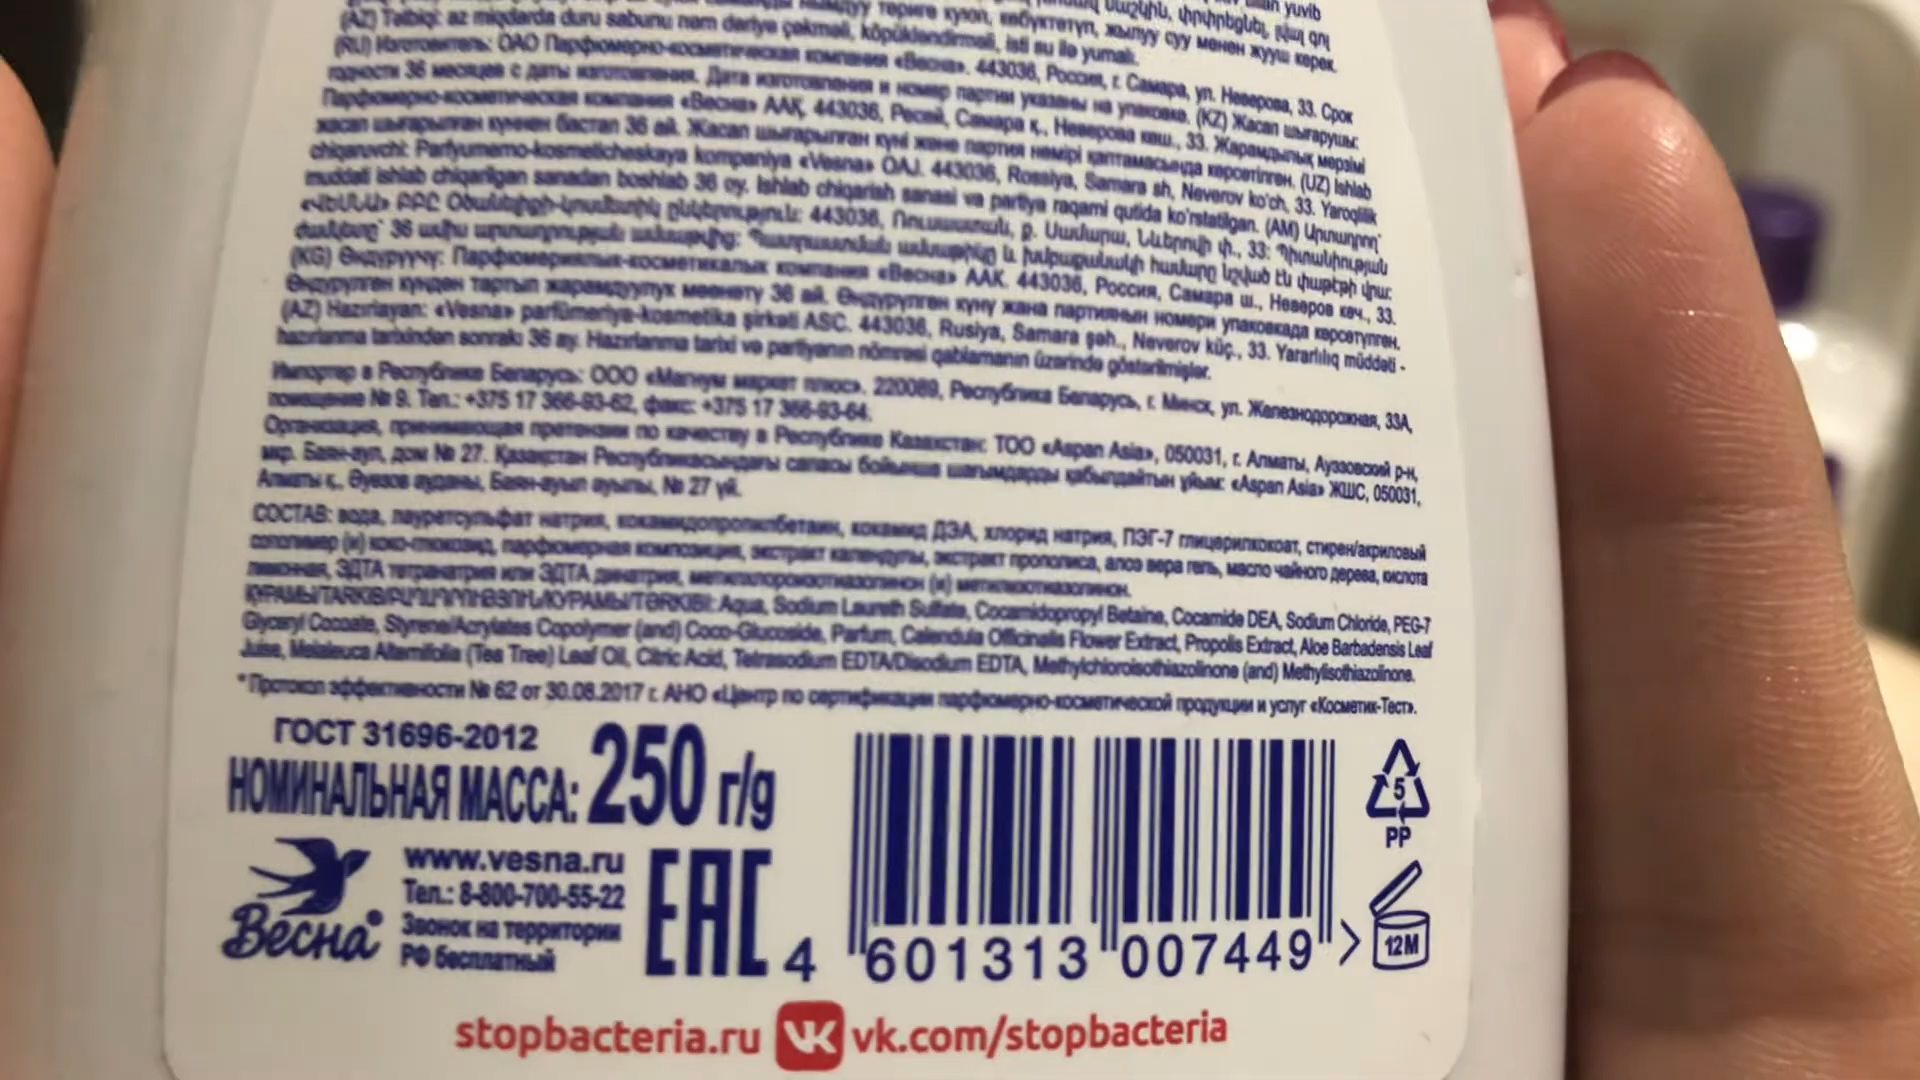 (AZ) Tətbiqi: az miqdarda duru sabunu nəm dəriyə çəkməli, köpükləndirməli, isti su ilə yumalı.
(RU) Изготовитель: ОАО Парфюмерно-косметическая компания «Весна». 443036, Россия, г. Самара, ул. Неверова, 33. Срок
годности 36 месяцев с даты изготовления. Дата изготовления и номер партии указаны на упаковке. (KZ) Жасап шығарушы:
Парфюмерно-косметическая компания «Весна» ААҚ, 443036, Ресей, Самара қ., Неверова көш., 33. Жарамдылық мерзімі
жасап шығарылған күннен бастап 36 ай. Жасап шығарылған күні және партия нөмірі қаптамасында көрсетілген. (UZ) Ishlab
chiqaruvchi: Parfyumerno-kosmeticheskaya kompaniya «Vesna» OAJ. 443036, Rossiya, Samara sh, Neverov ko'ch, 33. Yaroqlilik
muddati ishlab chiqarilgan sanadan boshlab 36 oy. Ishlab chiqarish sanasi va partiya raqami qutida ko'rsatilgan. (AM) Արտադրող՝
443036, Ռուսաստան, ք. Սամարա, Նևերովի փ., 33:
(KG) Өндүрүүчү: Парфюмериялык-косметикалык компания «Весна» ААК. 443036, Россия, Самара ш., Неверов көч., 33.
Өндүрүлгөн күндөн тартып жарамдуулук мөөнөтү 36 ай. Өндүрүлгөн күнү жана партиянын номери упаковкада көрсөтүлгөн.
(AZ) Hazırlayan: «Vesna» parfümeriya-kosmetika şirkəti ASC. 443036, Rusiya, Samara şəh., Neverov küç., 33. Yararlılıq müddəti -
hazırlanma tarixindən sonrakı 36 ay. Hazırlanma tarixi və partiyanın nömrəsi qablamanın üzərində göstərilmişlər.
Импортер в Республике Беларусь: ООО «Магнум маркет плюс». 220089, Республика Беларусь, г. Минск, ул. Железнодорожная, 33А,
помещение № 9. Тел.: +375 17 366-93-62, факс: +375 17 366-93-64.
Организация, принимающая претензии по качеству в Республике Казахстан: ТОО «Aspan Asia», 050031, г. Алматы, Ауэзовский р-н,
мкр. Баян-аул, дом № 27. Қазақстан Республикасындағы сапасы бойынша шағымдарды қабылдайтын ұйым: «Aspan Asia» ЖШС, 050031,
Алматы қ., Әуезов ауданы, Баян-ауыл ауылы, № 27 үй.
СОСТАВ: вода, лауретсульфат натрия, кокамидопропилбетаин, кокамид ДЭА, хлорид натрия, ПЭГ-7 глицерилкокоат, стирен/акриловый
сополимер (и) коко-глюкозид, парфюмерная композиция, экстракт календулы, экстракт прополиса, алоэ вера гель, масло чайного дерева, кислота
лимонная, ЭДТА тетранатрия или ЭДТА динатрия, метилхлороизотиазолинон (и) метилизотиазолинон.
ҚҰРАМЫ/TARKIBI/ԲԱՂԱԴՐՈՒԹՅՈՒՆ/КУРАМЫ/TƏRKIBI: Aqua, Sodium Laureth Sulfate, Cocamidopropyl Betaine, Cocamide DEA, Sodium Chloride, PEG-7
Glyceryl Cocoate, Styrene/Acrylates Copolymer (and) Coco-Glucoside, Parfum, Calendula Officinalis Flower Extract, Propolis Extract, Aloe Barbadensis Leaf
Juise, Melaleuca Alternifolia (Tea Tree) Leaf Oil, Citric Acid, Tetrasodium EDTA/Disodium EDTA, Methylchloroisothiazolinone (and) Methylisothiazolinone.
*Протокол эффективности № 62 от 30.08.2017 г. АНО «Центр по сертификации парфюмерно-косметической продукции и услуг «Косметик-Тест».
ГОСТ 31696-2012
НОМИНАЛЬНАЯ МАССА: 250 г/g
Весна
www.vesna.ru
Тел.: 8-800-700-55-22
Звонок на территории
РФ бесплатный
EAC
4 601313 007449 >
5
PP
12M
stopbacteria.ru VK vk.com/stopbacteria